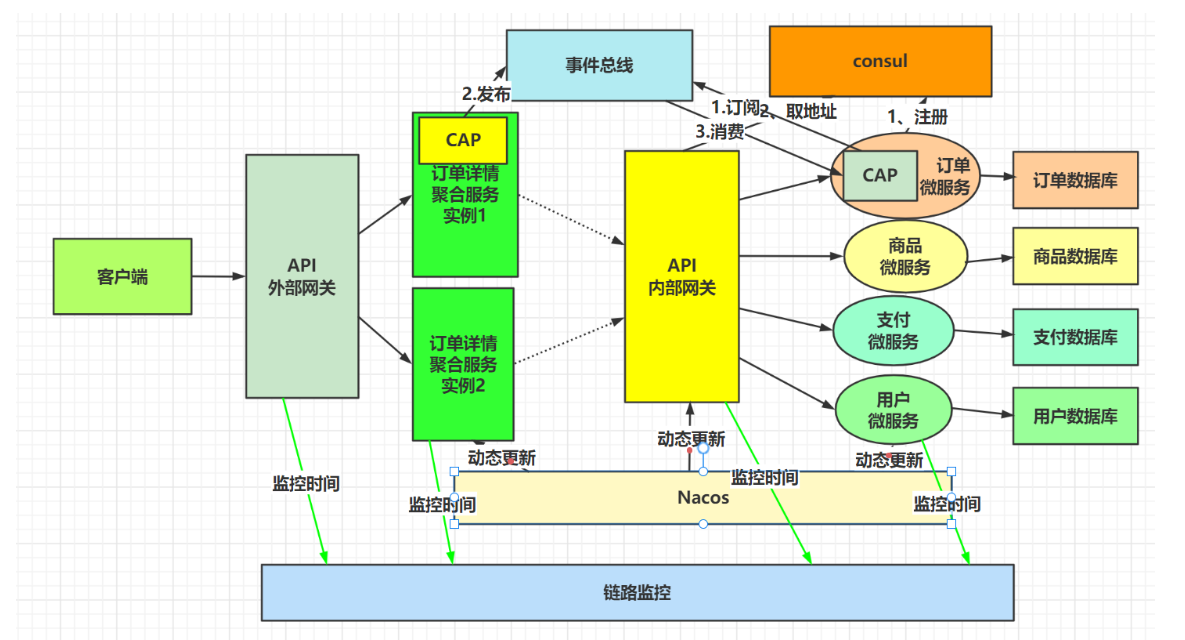 事件总线
consul
2.发布
1.订阅
2、取地址
3.消费
1、注册
CAP
订单详情
聚合服务
实例1
CAP
订单
微服务
订单数据库
客户端
API
外部网关
API
内部网关
商品
微服务
商品数据库
订单详情
聚合服务
实例2
支付
微服务
支付数据库
用户
微服务
用户数据库
动态更新
动态更新
动态更新
监控时间
监控时间
监控时间
监控时间
Nacos
链路监控